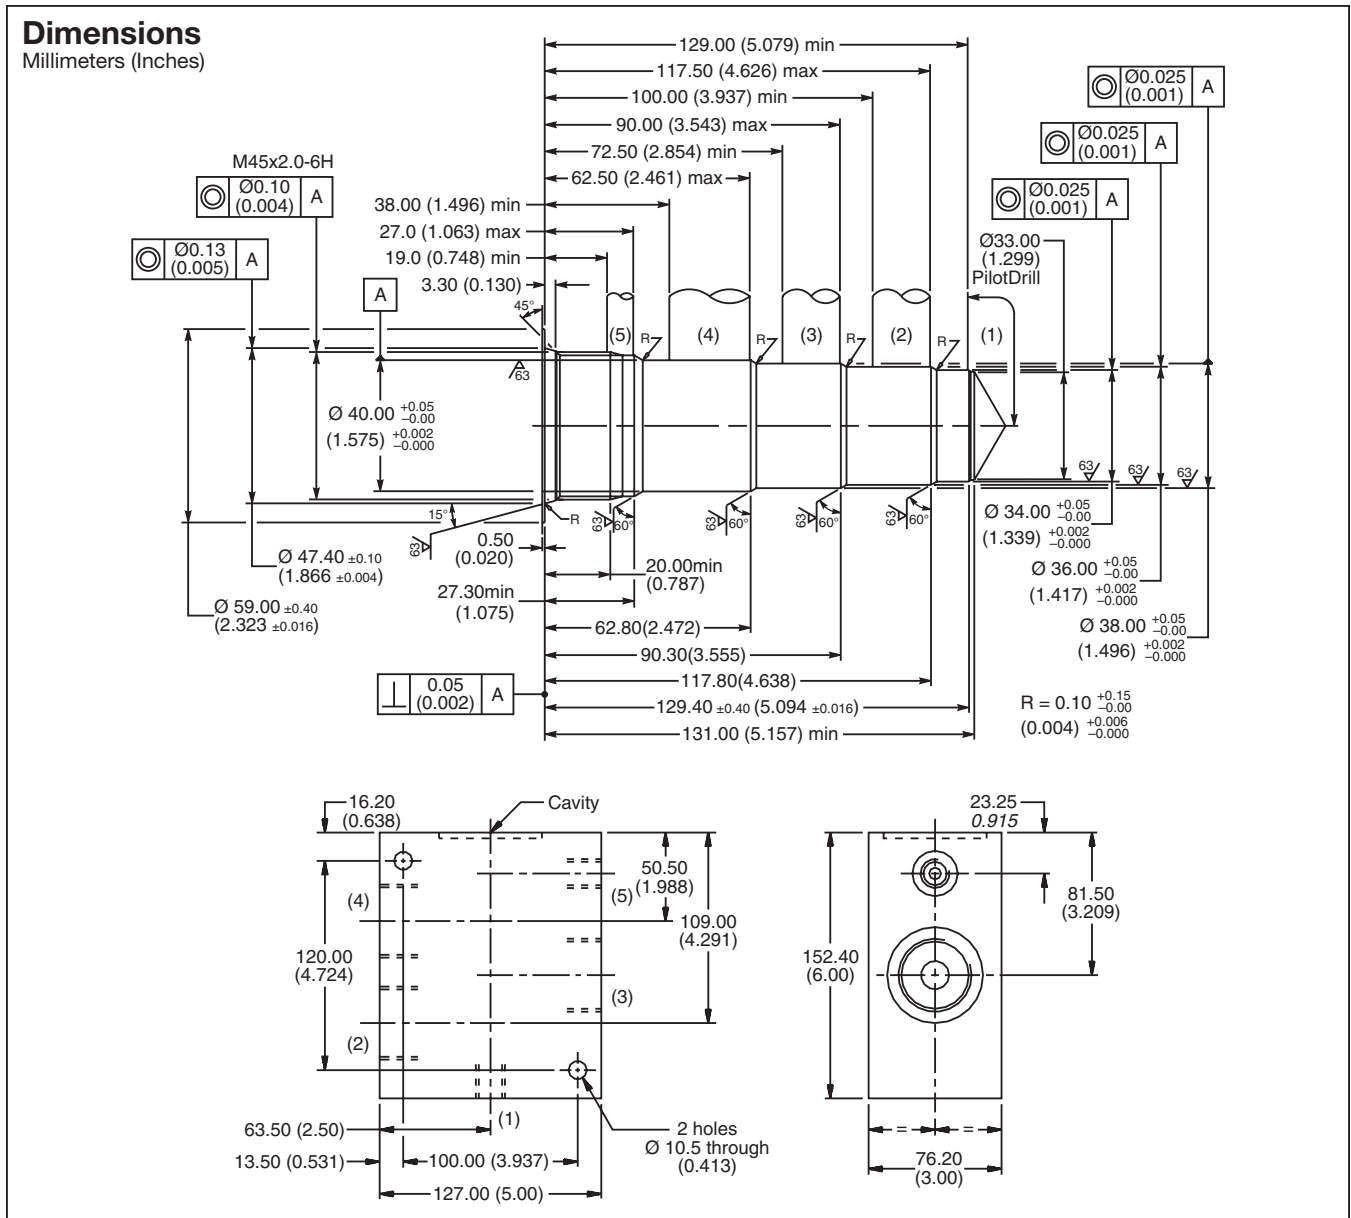 Dimensions
Millimeters (Inches)
129.00 (5.079) min
117.50 (4.626) max
100.00 (3.937) min
90.00 (3.543) max
72.50 (2.854) min
62.50 (2.461) max
38.00 (1.496) min
27.0 (1.063) max
19.0 (0.748) min
3.30 (0.130)
M45x2.0-6H
Ø0.10
(0.004)
A
Ø0.13
(0.005)
A
A
Ø0.025
(0.001)
A
Ø0.025
(0.001)
A
Ø0.025
(0.001)
A
Ø33.00
(1.299)
PilotDrill
45°
(5)
R
(4)
R
(3)
R
(2)
R
(1)
63
Ø 40.00 +0.05
–0.00
(1.575) +0.002
–0.000
15°
63
R
63
60°
63
60°
63
60°
63
60°
63
63
63
0.50
(0.020)
20.00min
(0.787)
27.30min
(1.075)
Ø 47.40 ±0.10
(1.866 ±0.004)
Ø 59.00 ±0.40
(2.323 ±0.016)
62.80(2.472)
90.30(3.555)
117.80(4.638)
129.40 ±0.40 (5.094 ±0.016)
131.00 (5.157) min
0.05
(0.002)
A
Ø 34.00 +0.05
–0.00
(1.339) +0.002
–0.000
Ø 36.00 +0.05
–0.00
(1.417) +0.002
–0.000
Ø 38.00 +0.05
–0.00
(1.496) +0.002
–0.000
R = 0.10 +0.15
–0.00
(0.004) +0.006
–0.000
16.20
(0.638)
Cavity
50.50
(1.988)
(4)
(5)
109.00
(4.291)
120.00
(4.724)
(3)
(2)
(1)
63.50 (2.50)
13.50 (0.531)
100.00 (3.937)
127.00 (5.00)
2 holes
Ø 10.5 through
(0.413)
23.25
0.915
81.50
(3.209)
152.40
(6.00)
= =
76.20
(3.00)